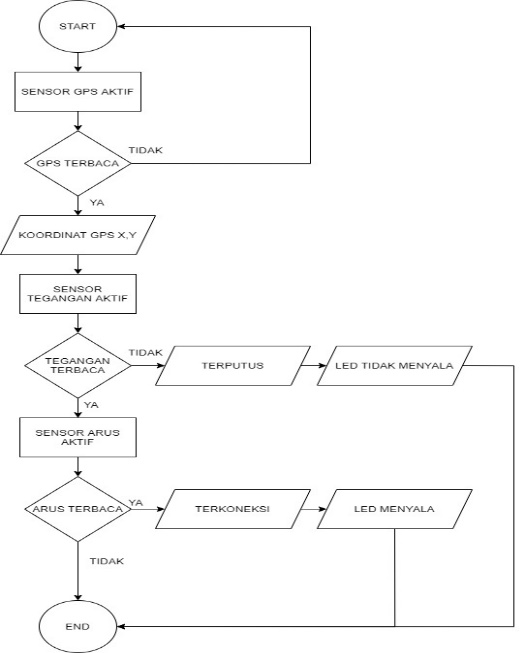 START
SENSOR GPS AKTIF
GPS TERBACA
TIDAK
YA
KOORDINAT GPS X,Y
SENSOR
TEGANGAN AKTIF
TEGANGAN
TERBACA
TIDAK
TERPUTUS
LED TIDAK MENYALA
YA
SENSOR ARUS
AKTIF
ARUS TERBACA
YA
TERKONEKSI
LED MENYALA
TIDAK
END